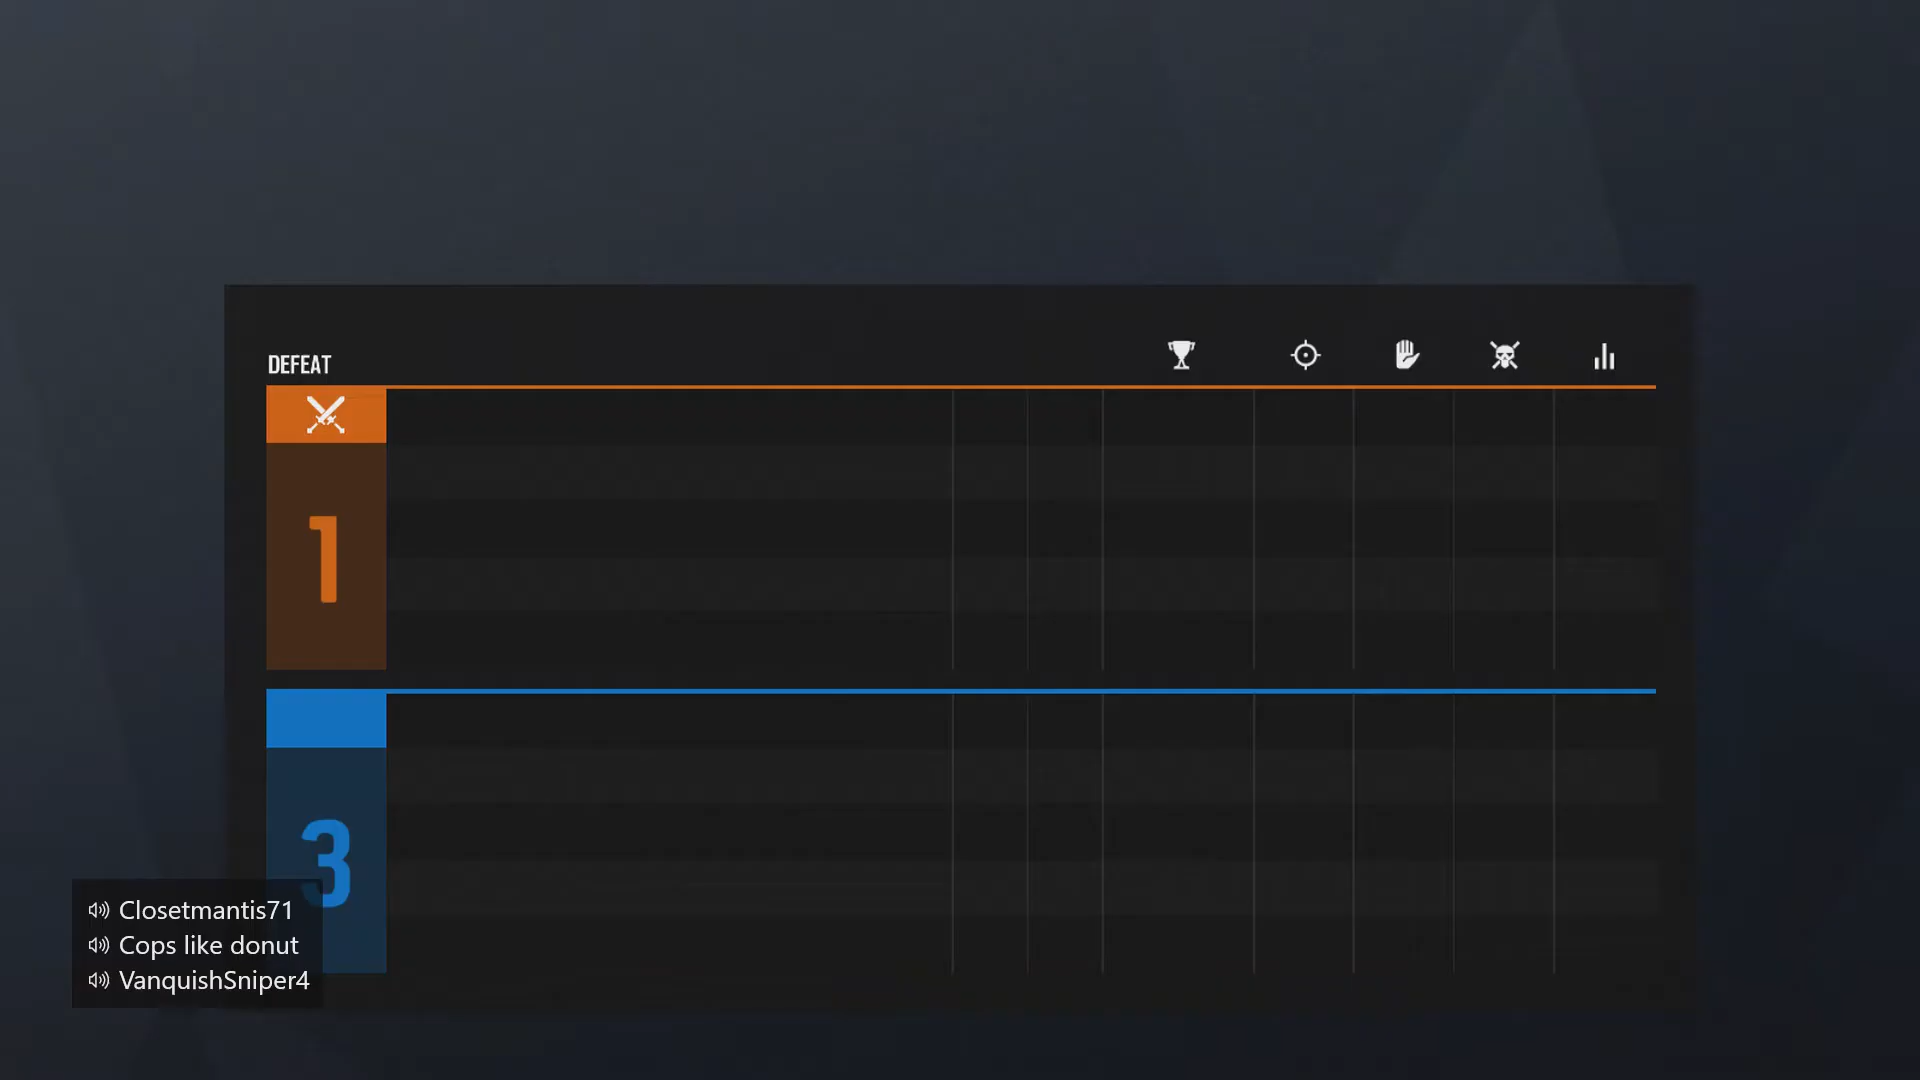 DEFEAT
1
3
Closetmantis71
Cops like donut
VanquishSniper4